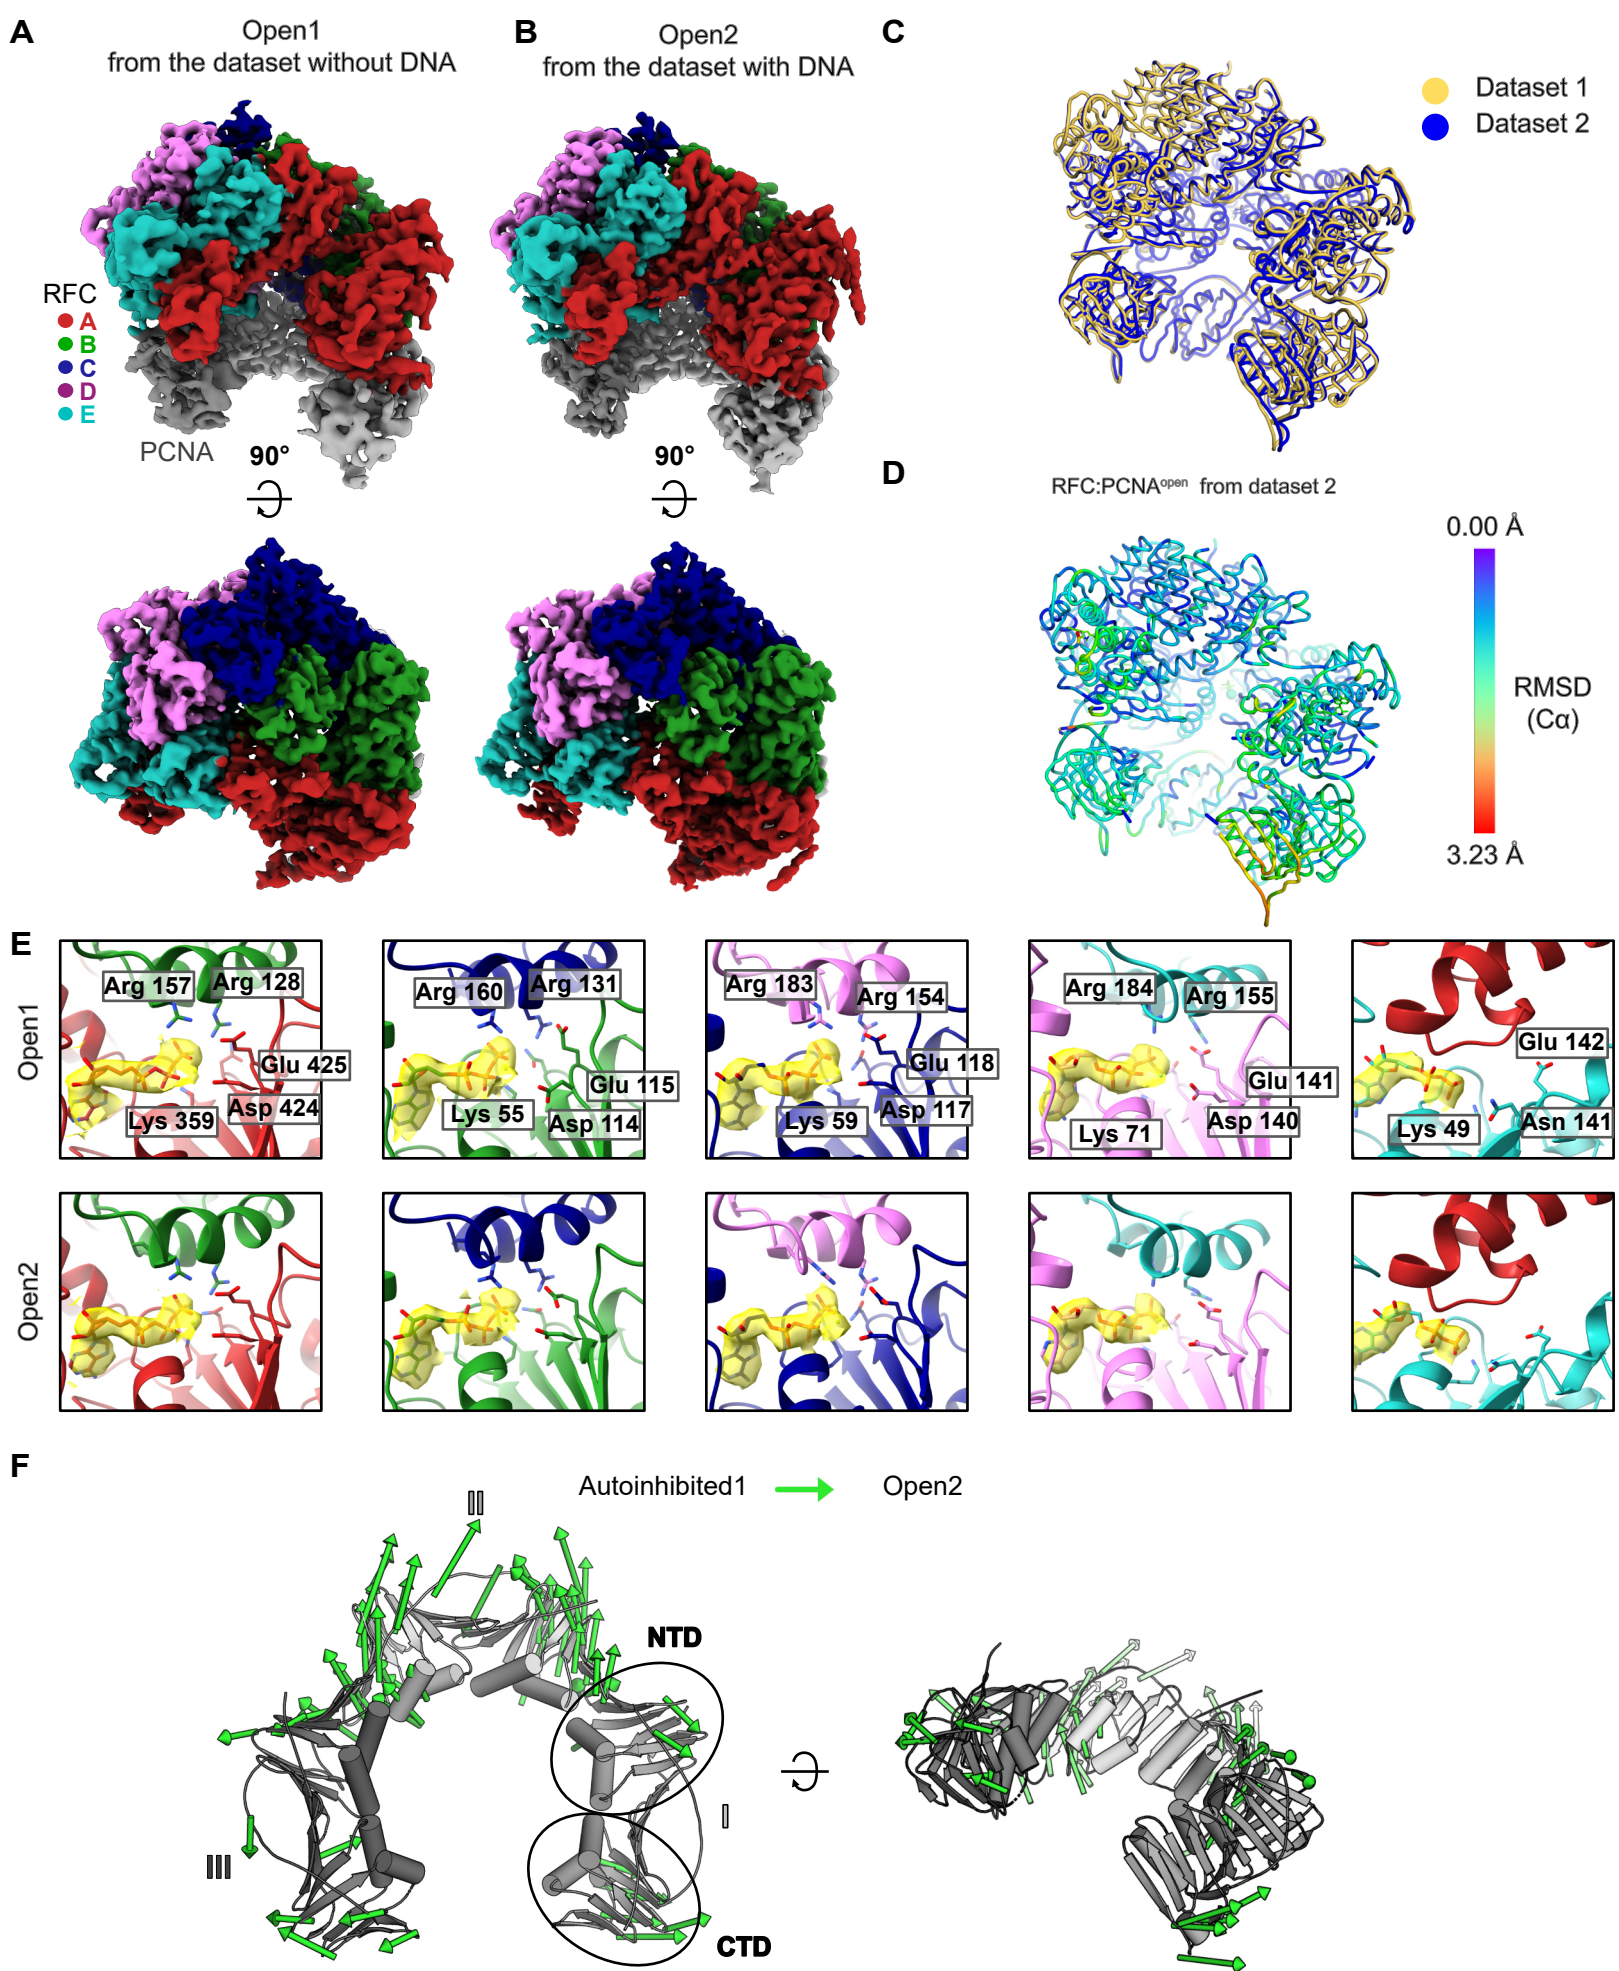 A
Open1
from the dataset without DNA
B
Open2
from the dataset with DNA
C
Dataset 1
Dataset 2
RFC
A
B
C
D
E
PCNA
90°
90°
D
RFC:PCNAᵒᵖᵉⁿ from dataset 2
0.00 Å
RMSD
(Cα)
3.23 Å
E
Open1
Arg 157
Arg 128
Glu 425
Asp 424
Lys 359
Arg 160
Arg 131
Glu 115
Lys 55
Asp 114
Arg 183
Arg 154
Glu 118
Asp 117
Lys 59
Arg 184
Arg 155
Glu 141
Asp 140
Lys 71
Glu 142
Asn 141
Lys 49
Open2
F
Autoinhibited1
Open2
II
NTD
I
III
CTD